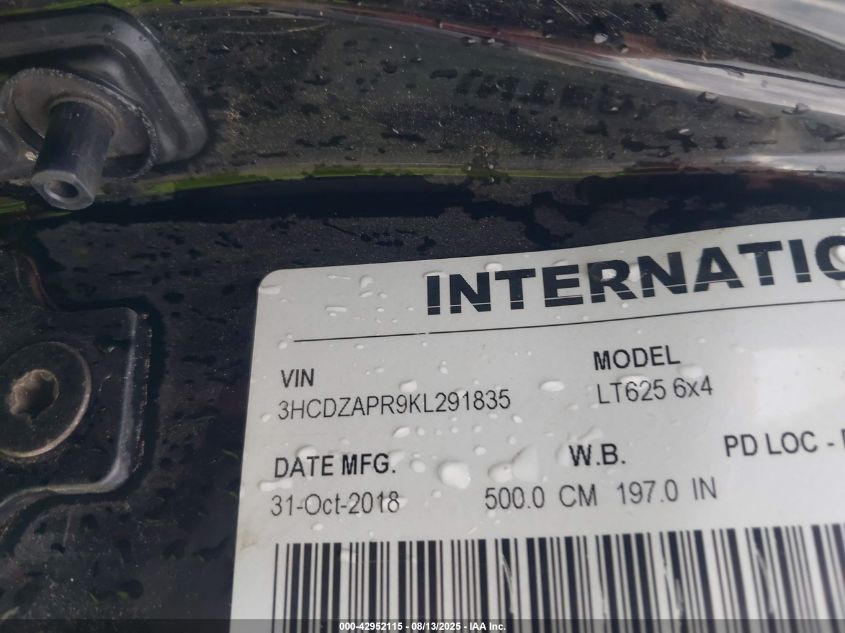 INTERNATIO
VIN
3HCDZAPR9KL291835
MODEL
LT625 6x4
DATE MFG.
31-Oct-2018
W.B.
500.0 CM 197.0 IN
PD LOC -
000-42952115 - 08/13/2025 - IAA Inc.